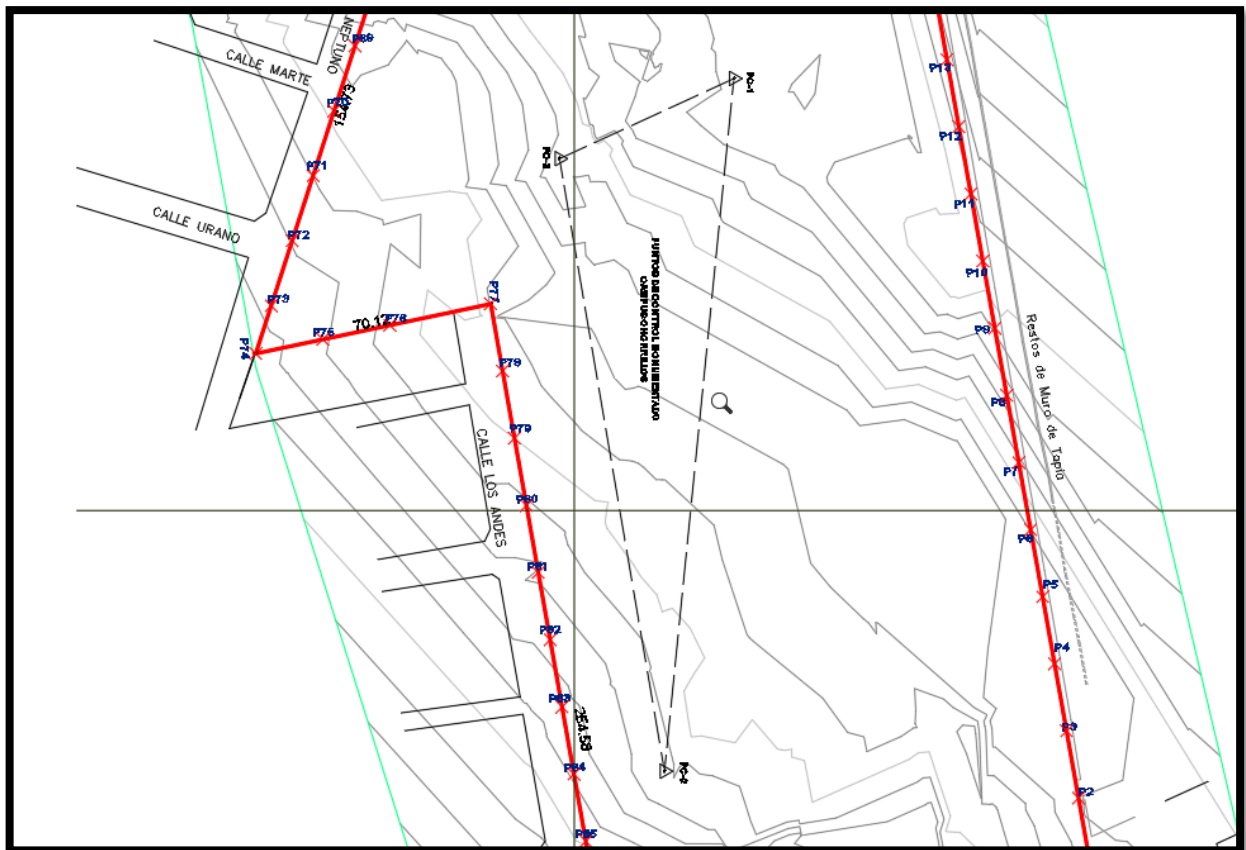 NEPTUNO
P69
CALLE MARTE
P70
154.73
P71
CALLE URANO
P72
P73
P74
P75
70.12
P76
P77
P78
P79
CALLE LOS ANDES
P80
P81
P82
P83
254.58
P84
P85
PC-1
PC-2
PUNTOS DE CONTROL MONUMENTADO
P13
P12
P11
P10
P9
P8
P7
P6
P5
P4
P3
P2
Restos de Muro de Tapia